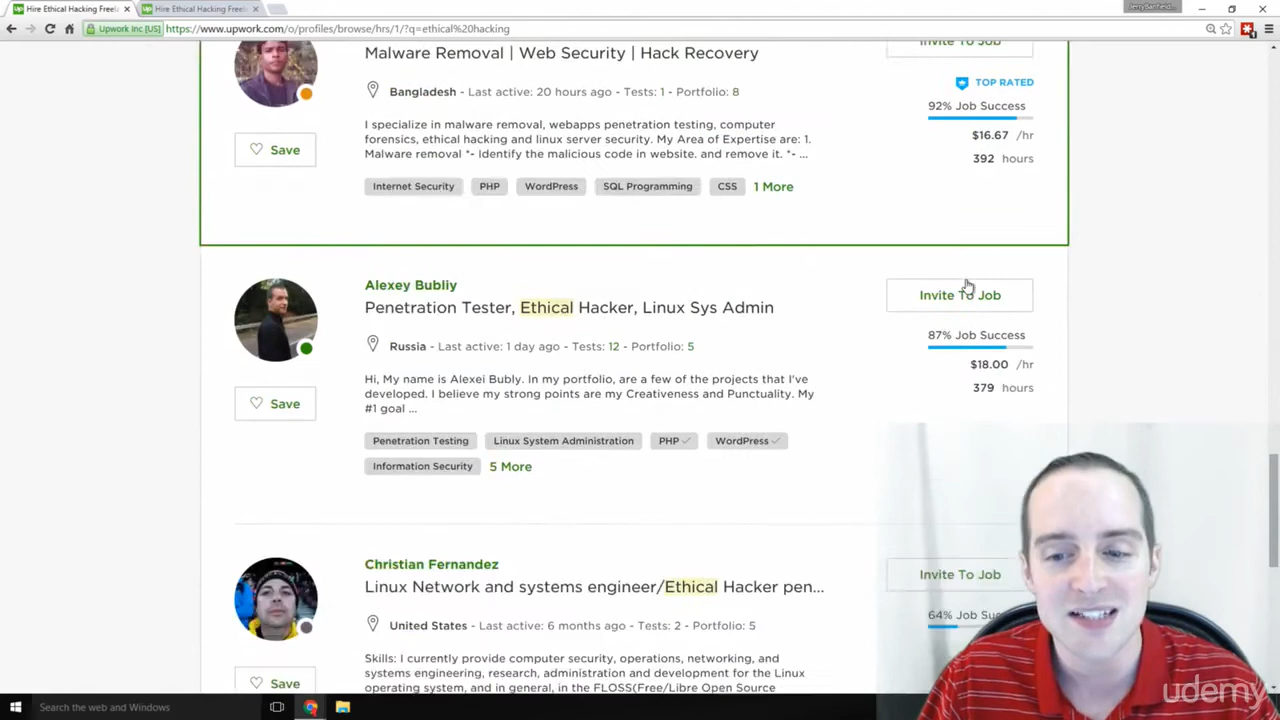 Hire Ethical Hacking Freel
Hire Ethical Hacking Freel
JerryBanfield...
Upwork Inc [US]
https://www.upwork.com/o/profiles/browse/hrs/1/?q=ethical%20hacking
Malware Removal | Web Security | Hack Recovery
Invite To Job
TOP RATED
Bangladesh - Last active: 20 hours ago - Tests: 1 - Portfolio: 8
92% Job Success
I specialize in malware removal, webapps penetration testing, computer
forensics, ethical hacking and linux server security. My Area of Expertise are: 1.
Malware removal *- Identify the malicious code in website. and remove it. *- ...
$16.67 /hr
392 hours
Save
Internet Security PHP WordPress SQL Programming CSS 1 More
Alexey Bubliy
Penetration Tester, Ethical Hacker, Linux Sys Admin
Invite To Job
Russia - Last active: 1 day ago - Tests: 12 - Portfolio: 5
87% Job Success
Hi, My name is Alexei Bubly. In my portfolio, are a few of the projects that I've
developed. I believe my strong points are my Creativeness and Punctuality. My
#1 goal ...
$18.00 /hr
379 hours
Save
Penetration Testing Linux System Administration PHP WordPress
Information Security 5 More
Christian Fernandez
Linux Network and systems engineer/Ethical Hacker pen...
Invite To Job
United States - Last active: 6 months ago - Tests: 2 - Portfolio: 5
64% Job Suc
Skills: I currently provide computer security, operations, networking, and
systems engineering, research, administration and development for the Linux
operating system, and in general, in the FLOSS(Free/Libre Open Source
Save
udemy
Search the web and Windows